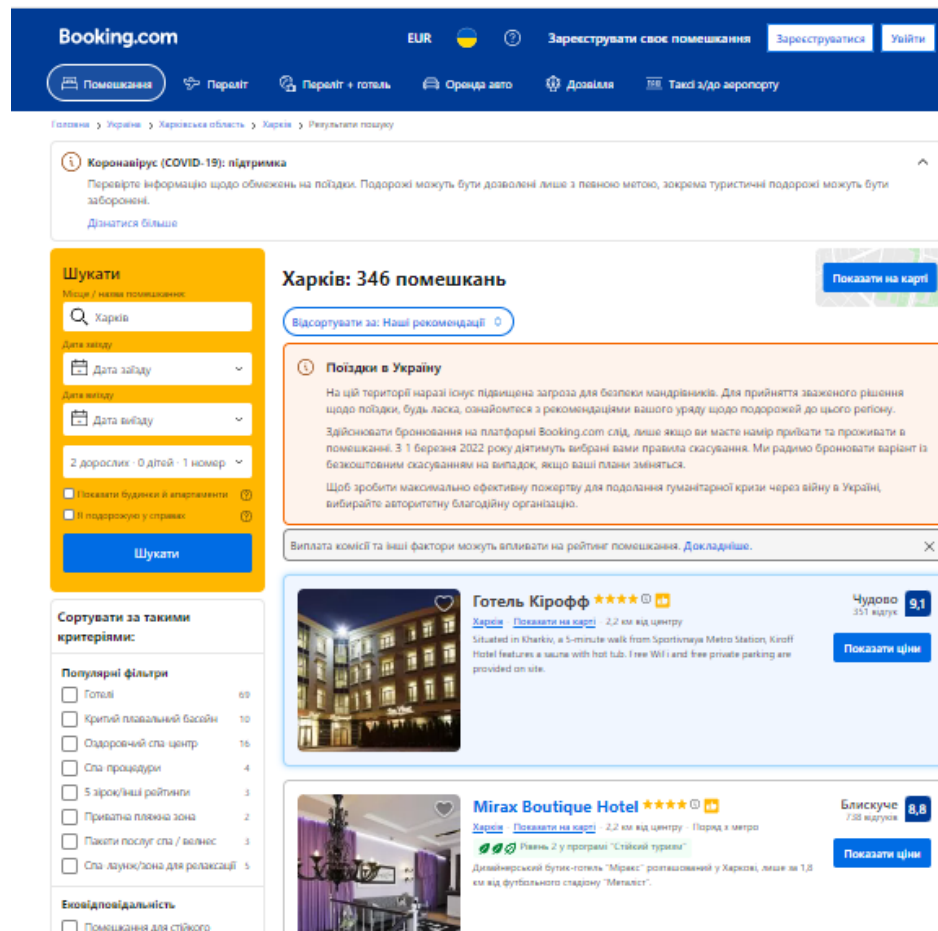 Booking.com
EUR
Зареєструвати своє помешкання
Зареєструватися
Увійти
Помешкання
Переліт
Переліт + готель
Оренда авто
Дозвілля
Таксі з/до аеропорту
Головна > Україна > Харківська область > Харків > Результати пошуку
Коронавірус (COVID-19): підтримка
Перевірте інформацію щодо обмежень на поїздки. Подорожі можуть бути дозволені лише з певною метою, зокрема туристичні подорожі можуть бути
заборонені.
Дізнатися більше
Шукати
Місце / назва помешкання:
Харків
Дата заїзду
Дата заїзду
Дата виїзду
Дата виїзду
2 дорослих · 0 дітей · 1 номер
Показати будинки й апартаменти
Я подорожую у справах
Шукати
Харків: 346 помешкань
Показати на карті
Відсортувати за: Наші рекомендації
Поїздки в Україну
На цій території наразі існує підвищена загроза для безпеки мандрівників. Для прийняття зваженого рішення
щодо поїздки, будь ласка, ознайомтеся з рекомендаціями вашого уряду щодо подорожей до цього регіону.
Здійснювати бронювання на платформі Booking.com слід, лише якщо ви маєте намір приїхати та проживати в
помешканні. З 1 березня 2022 року діятимуть вибрані вами правила скасування. Ми радимо бронювати варіант із
безкоштовним скасуванням на випадок, якщо ваші плани зміняться.
Щоб зробити максимально ефективну пожертву для подолання гуманітарної кризи через війну в Україні,
вибирайте авторитетну благодійну організацію.
Виплата комісії та інші фактори можуть впливати на рейтинг помешкання. Докладніше.
Готель Кірофф
Харків Показати на карті 2,2 км від центру
Situated in Kharkiv, a 5-minute walk from Sportivnaya Metro Station, Kiroff
Hotel features a sauna with hot tub. Free WiFi and free private parking are
provided on site.
Чудово
351 відгук
9,1
Показати ціни
Сортувати за такими
критеріями:
Популярні фільтри
Готелі 69
Критий плавальний басейн 10
Оздоровчий спа-центр 16
Спа-процедури 4
5 зірок/інші рейтинги 3
Приватна пляжна зона 2
Пакети послуг спа / велнес 3
Спа-лаунж/зона для релаксації 5
Ековідповідальність
Помешкання для стійкого
Mirax Boutique Hotel
Харків Показати на карті 2,2 км від центру · Поряд з метро
Рівень 2 у програмі "Стійкий туризм"
Дизайнерський бутик-готель "Міракс" розташований у Харкові, лише за 1,8
км від футбольного стадіону "Металіст".
Блискуче
738 відгуків
8,8
Показати ціни